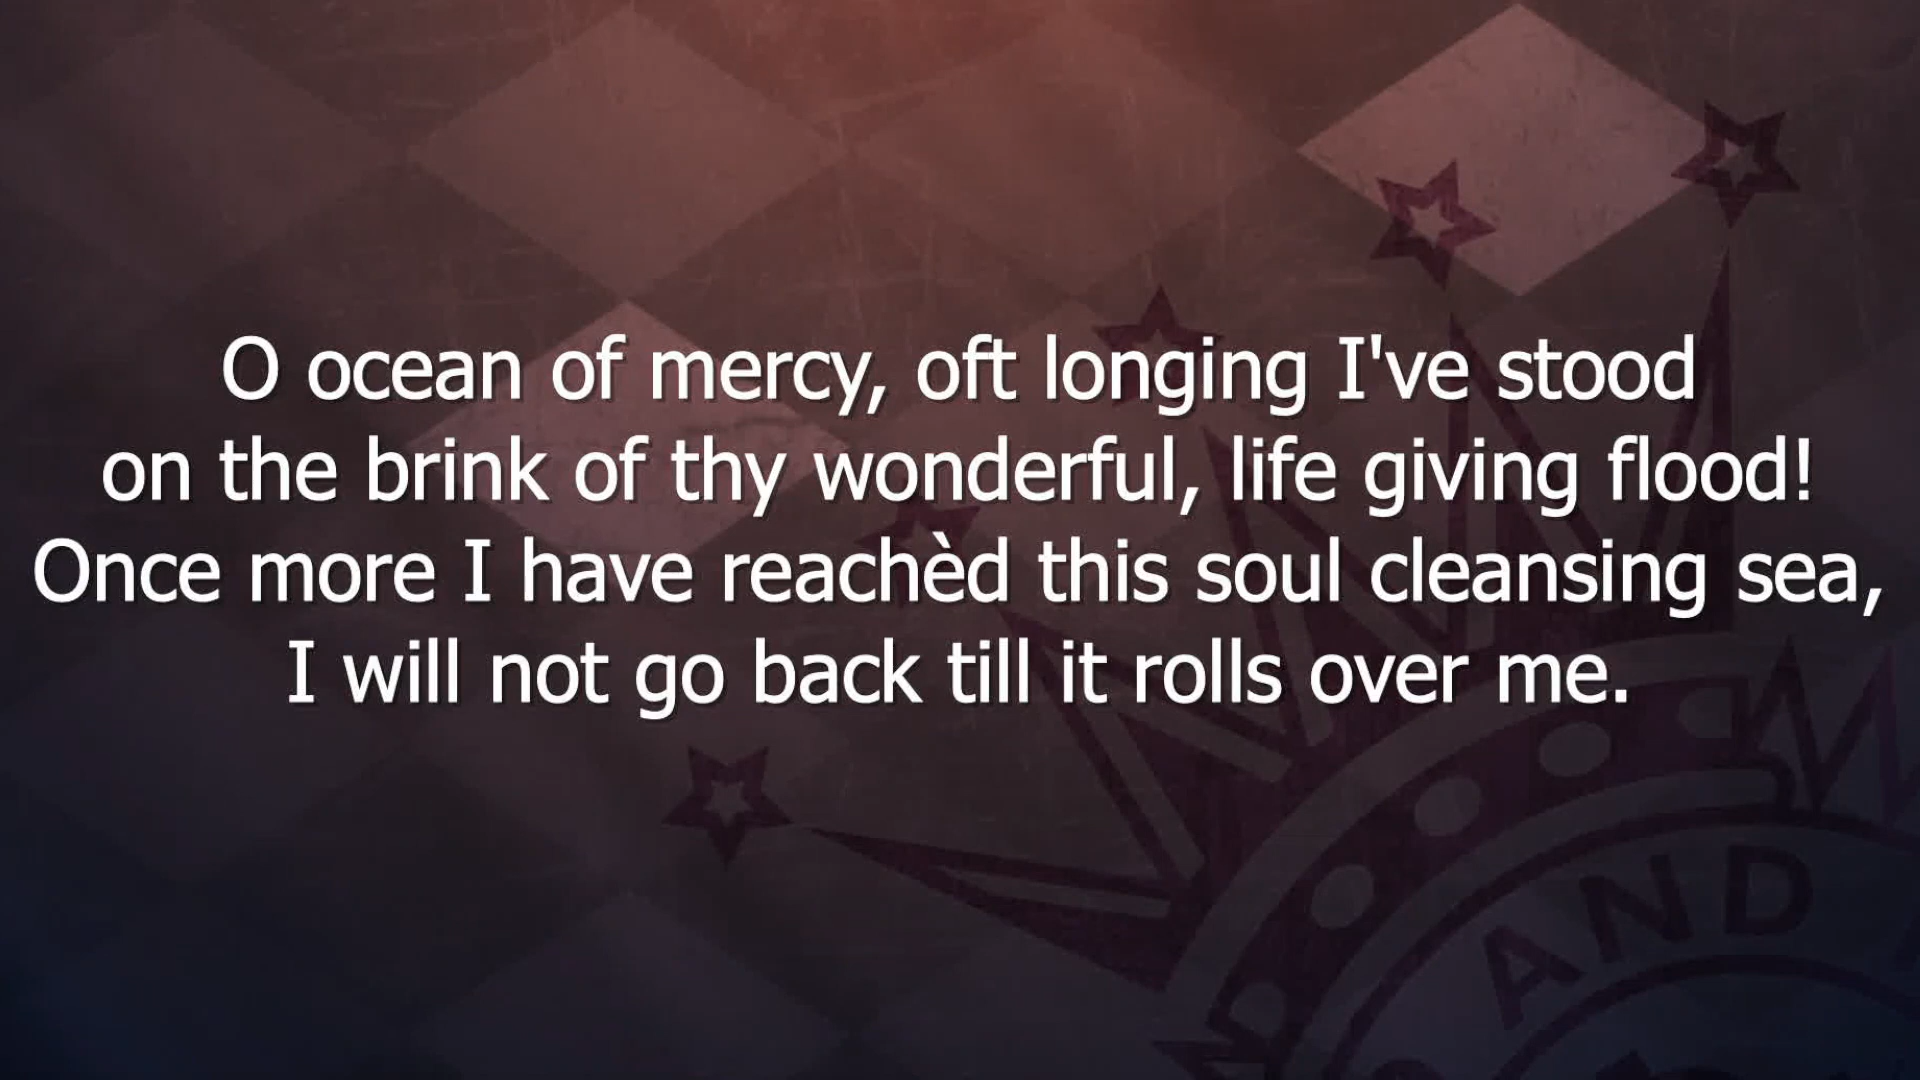 O ocean of mercy, oft longing I've stood
on the brink of thy wonderful, life giving flood!
Once more I have reachèd this soul cleansing sea,
I will not go back till it rolls over me.
AND